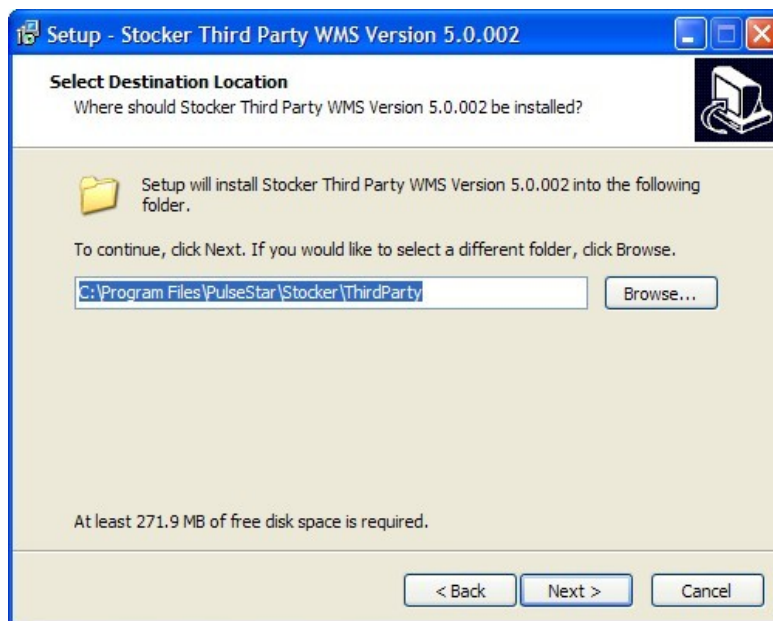 Setup - Stocker Third Party WMS Version 5.0.002
Select Destination Location
Where should Stocker Third Party WMS Version 5.0.002 be installed?
Setup will install Stocker Third Party WMS Version 5.0.002 into the following
folder.
To continue, click Next. If you would like to select a different folder, click Browse.
C:\Program Files\PulseStar\Stocker\ThirdParty
Browse...
At least 271.9 MB of free disk space is required.
< Back
Next >
Cancel